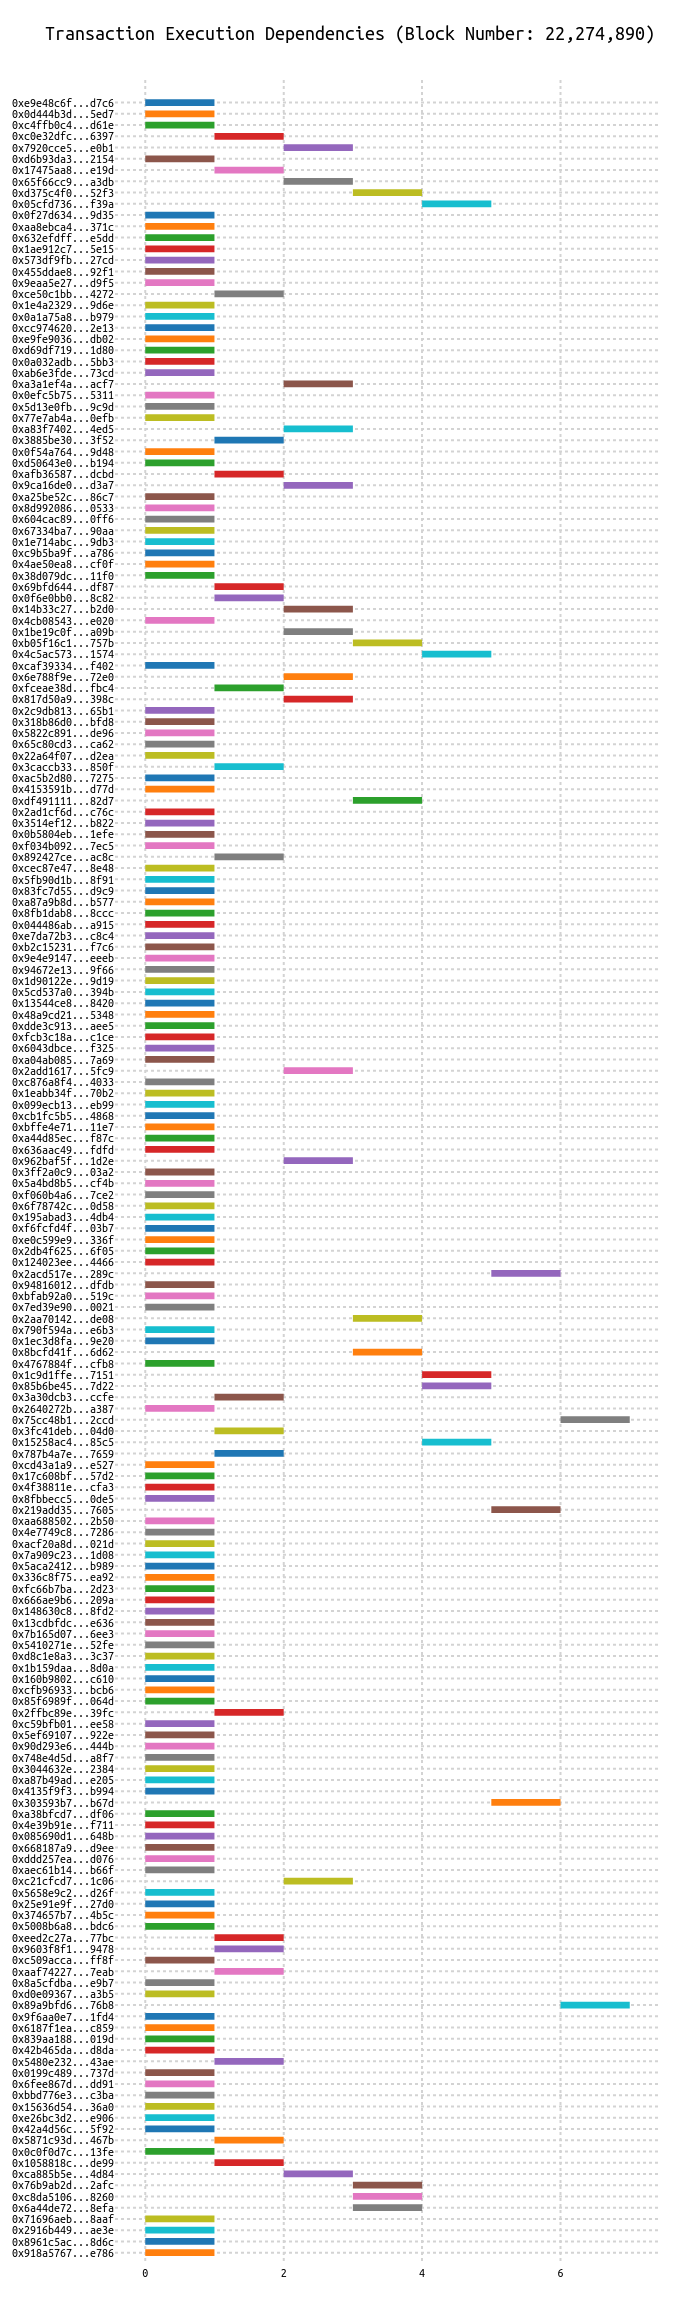 Transaction Execution Dependencies (Block Number: 22,274,890)
0xe9e48c6f...d7c6
0x0d444b3d...5ed7
0xc4ffb0c4...d61e
0xc0e32dfc...6397
0x7920cce5...e0b1
0xd6b93da3...2154
0x17475aa8...e19d
0x65f66cc9...a3db
0xd375c4f0...52f3
0x05cfd736...f39a
0x0f27d634...9d35
0xaa8ebca4...371c
0x632efdff...e5dd
0x1ae912c7...5e15
0x573df9fb...27cd
0x455ddae8...92f1
0x9eaa5e27...d9f5
0xce50c1bb...4272
0x1e4a2329...9d6e
0x0a1a75a8...b979
0xcc974620...2e13
0xe9fe9036...db02
0xd69df719...1d80
0x0a032adb...5bb3
0xab6e3fde...73cd
0xa3a1ef4a...acf7
0x0efc5b75...5311
0x5d13e0fb...9c9d
0x77e7ab4a...0efb
0xa83f7402...4ed5
0x3885be30...3f52
0x0f54a764...9d48
0xd50643e0...b194
0xafb36587...dcbd
0x9ca16de0...d3a7
0xa25be52c...86c7
0x8d992086...0533
0x604cac89...0ff6
0x67334ba7...90aa
0x1e714abc...9db3
0xc9b5ba9f...a786
0x4ae50ea8...cf0f
0x38d079dc...11f0
0x69bfd644...df87
0x0f6e0bb0...8c82
0x14b33c27...b2d0
0x4cb08543...e020
0x1be19c0f...a09b
0xb05f16c1...757b
0x4c5ac573...1574
0xcaf39334...f402
0x6e788f9e...72e0
0xfceae38d...fbc4
0x817d50a9...398c
0x2c9db813...65b1
0x318b86d0...bfd8
0x5822c891...de96
0x65c80cd3...ca62
0x22a64f07...d2ea
0x3caccb33...850f
0xac5b2d80...7275
0x4153591b...d77d
0xdf491111...82d7
0x2ad1cf6d...c76c
0x3514ef12...b822
0x0b5804eb...1efe
0xf034b092...7ec5
0x892427ce...ac8c
0xcec87e47...8e48
0x5fb90d1b...8f91
0x83fc7d55...d9c9
0xa87a9b8d...b577
0x8fb1dab8...8ccc
0x044486ab...a915
0xe7da72b3...c8c4
0xb2c15231...f7c6
0x9e4e9147...eeeb
0x94672e13...9f66
0x1d90122e...9d19
0x5cd537a0...394b
0x13544ce8...8420
0x48a9cd21...5348
0xdde3c913...aee5
0xfcb3c18a...c1ce
0x6043dbce...f325
0xa04ab085...7a69
0x2add1617...5fc9
0xc876a8f4...4033
0x1eabb34f...70b2
0x099ecb13...eb99
0xcb1fc5b5...4868
0xbffe4e71...11e7
0xa44d85ec...f87c
0x636aac49...fdfd
0x962baf5f...1d2e
0x3ff2a0c9...03a2
0x5a4bd8b5...cf4b
0xf060b4a6...7ce2
0x6f78742c...0d58
0x195abad3...4db4
0xf6fcfd4f...03b7
0xe0c599e9...336f
0x2db4f625...6f05
0x124023ee...4466
0x2acd517e...289c
0x94816012...dfdb
0xbfab92a0...519c
0x7ed39e90...0021
0x2aa70142...de08
0x790f594a...e6b3
0x1ec3d8fa...9e20
0x8bcfd41f...6d62
0x4767884f...cfb8
0x1c9d1ffe...7151
0x85b6be45...7d22
0x3a30dcb3...ccfe
0x2640272b...a387
0x75cc48b1...2ccd
0x3fc41deb...04d0
0x15258ac4...85c5
0x787b4a7e...7659
0xcd43a1a9...e527
0x17c608bf...57d2
0x4f38811e...cfa3
0x8fbbecc5...0de5
0x219add35...7605
0xaa688502...2b50
0x4e7749c8...7286
0xacf20a8d...021d
0x7a909c23...1d08
0x5aca2412...b989
0x336c8f75...ea92
0xfc66b7ba...2d23
0x666ae9b6...209a
0x148630c8...8fd2
0x13cdbfdc...e636
0x7b165d07...6ee3
0x5410271e...52fe
0xd8c1e8a3...3c37
0x1b159daa...8d0a
0x160b9802...c610
0xcfb96933...bcb6
0x85f6989f...064d
0x2ffbc89e...39fc
0xc59bfb01...ee58
0x5ef69107...922e
0x90d293e6...444b
0x748e4d5d...a8f7
0x3044632e...2384
0xa87b49ad...e205
0x4135f9f3...b994
0x303593b7...b67d
0xa38bfcd7...df06
0x4e39b91e...f711
0x085690d1...648b
0x668187a9...d9ee
0xddd257ea...d076
0xaec61b14...b66f
0xc21cfcd7...1c06
0x5658e9c2...d26f
0x25e91e9f...27d0
0x374657b7...4b5c
0x5008b6a8...bdc6
0xeed2c27a...77bc
0x9603f8f1...9478
0xc509acca...ff8f
0xaaf74227...7eab
0x8a5cfdba...e9b7
0xd0e09367...a3b5
0x89a9bfd6...76b8
0x9f6aa0e7...1fd4
0x6187f1ea...c859
0x839aa188...019d
0x42b465da...d8da
0x5480e232...43ae
0x0199c489...737d
0x6fee867d...dd91
0xbbd776e3...c3ba
0x15636d54...36a0
0xe26bc3d2...e906
0x42a4d56c...5f92
0x5871c93d...467b
0x0c0f0d7c...13fe
0x1058818c...de99
0xca885b5e...4d84
0x76b9ab2d...2afc
0xc8da5106...8260
0x6a44de72...8efa
0x71696aeb...8aaf
0x2916b449...ae3e
0x8961c5ac...8d6c
0x918a5767...e786
0 2 4 6